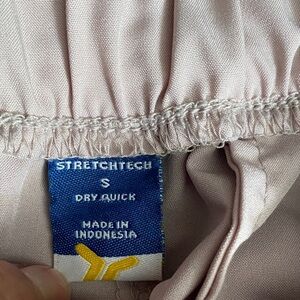 STRETCHTECH
S
DRY QUICK
MADE IN
INDONESIA